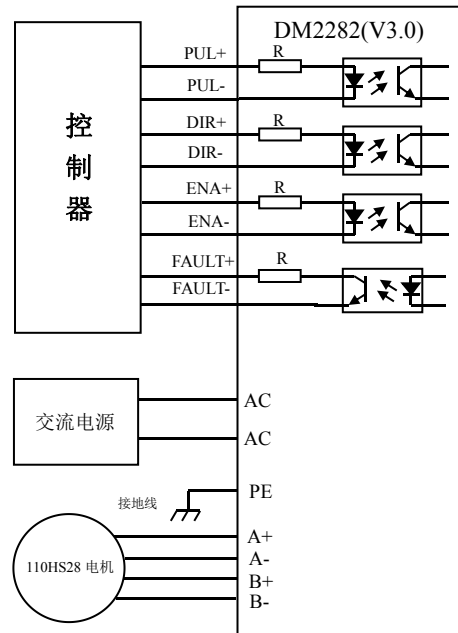 DM2282(V3.0)
PUL+
R
PUL-
DIR+
R
DIR-
ENA+
R
ENA-
FAULT+
R
FAULT-
控制器
交流电源
AC
AC
接地线
PE
110HS28 电机
A+
A-
B+
B-